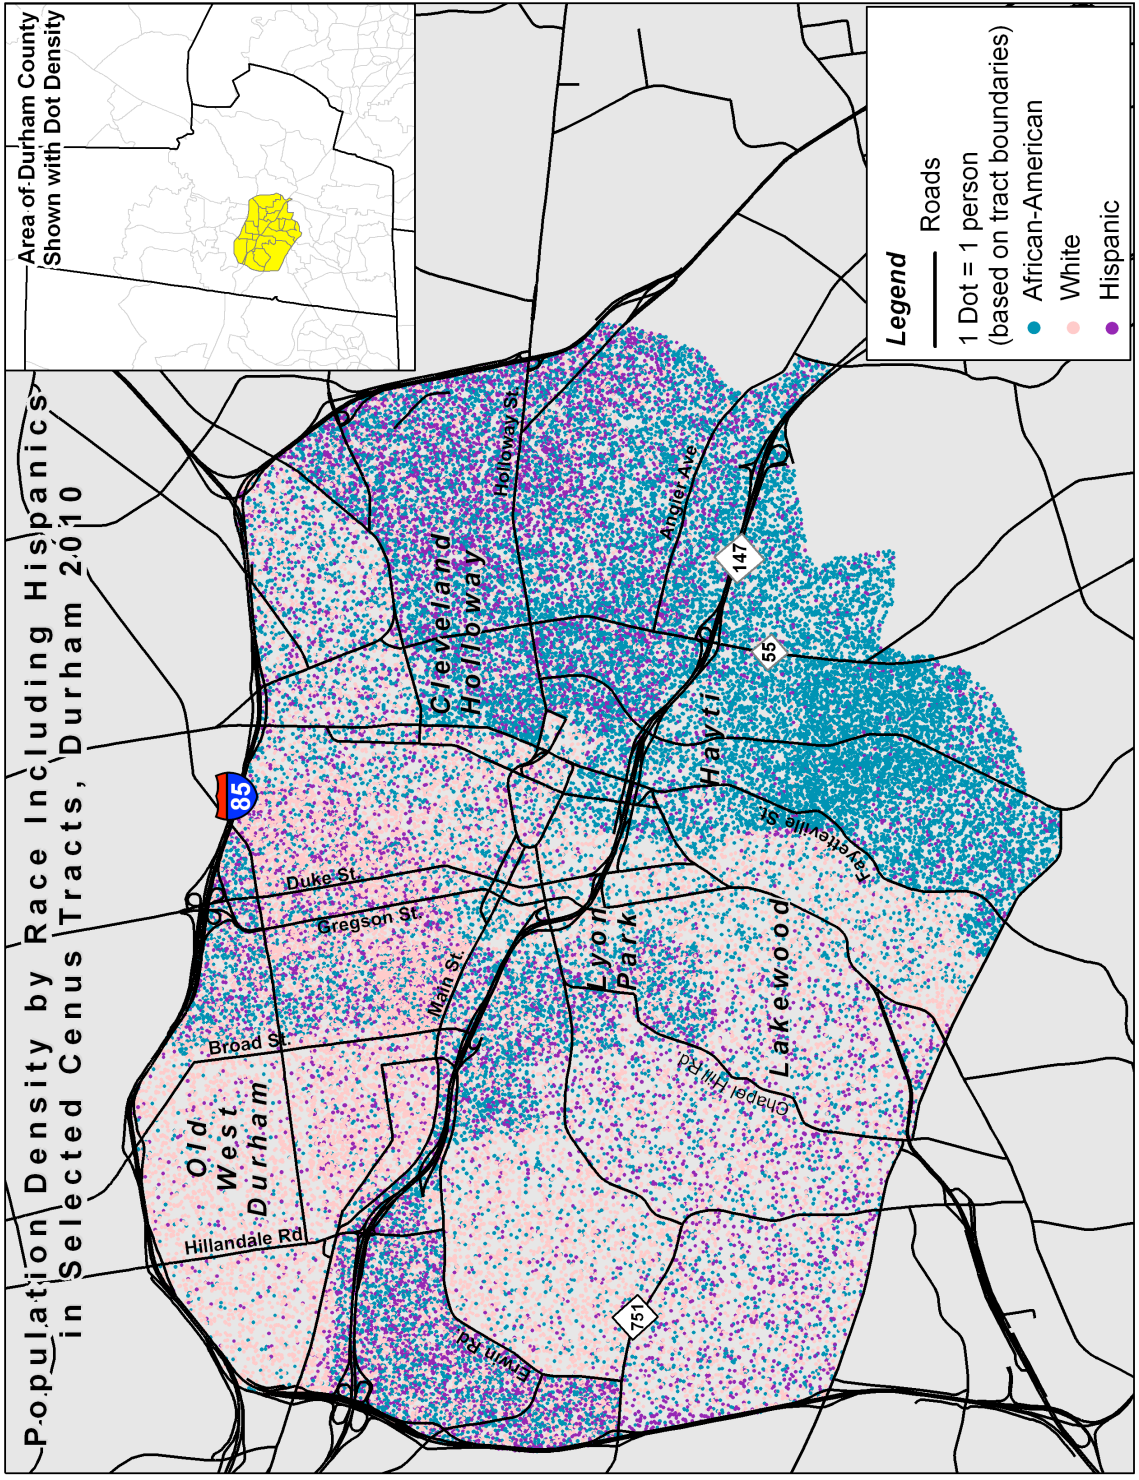 Population Density by Race Including Hispanics
in Selected Cenus Tracts, Durham 2010
Area of Durham County
Shown with Dot Density
85
Duke St.
Gregson St.
Broad St.
Main St.
Old
West
Durham
Hillandale Rd
Cleveland
Holloway
Holloway St.
Angier Ave
147
55
Hayti
Fayetteville St
Lyon
Park
Lakewood
Chapel Hill Rd
751
Erwin Rd
Legend
Roads
1 Dot = 1 person
(based on tract boundaries)
African-American
White
Hispanic